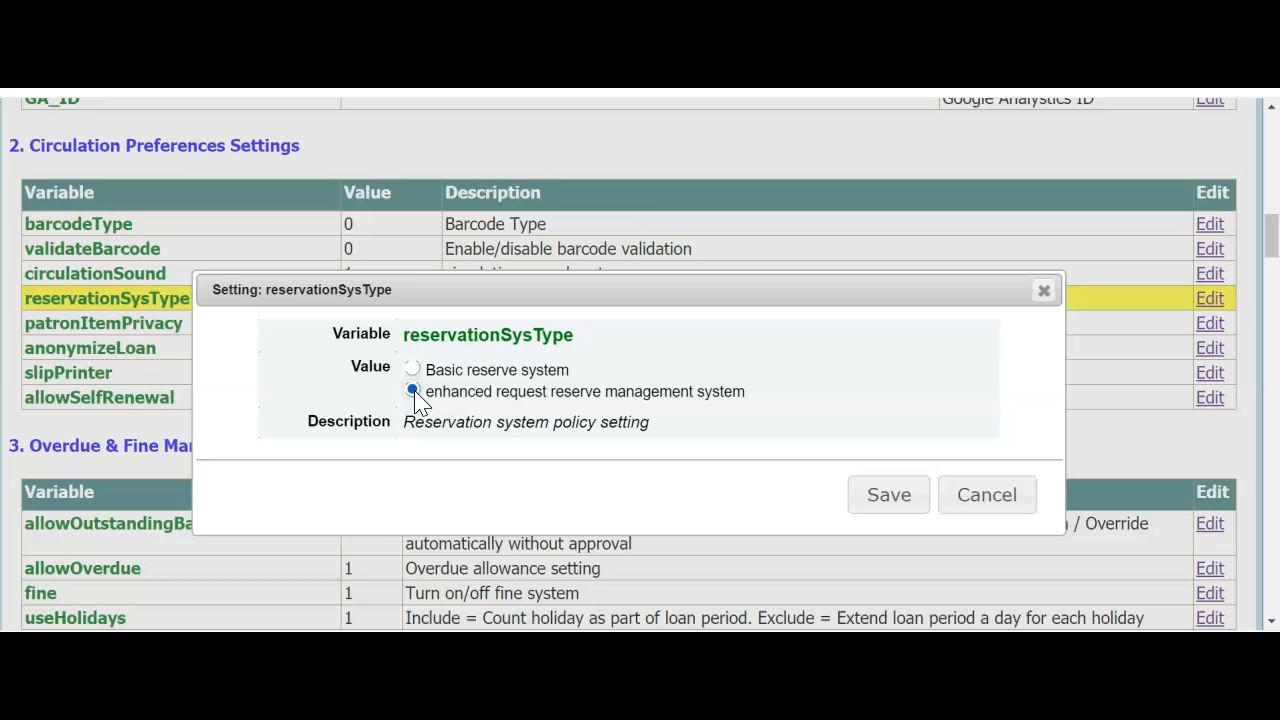 GA_ID Google Analystics ID Edit
2. Circulation Preferences Settings
Variable Value Description Edit
barcodeType 0 Barcode Type Edit
validateBarcode 0 Enable/disable barcode validation Edit
circulationSound Edit
reservationSysType Edit
patronItemPrivacy Edit
anonymizeLoan Edit
slipPrinter Edit
allowSelfRenewal Edit
Setting: reservationSysType
Variable reservationSysType
Value Basic reserve system
enhanced request reserve management system
Description Reservation system policy setting
Save Cancel
3. Overdue & Fine
Variable Edit
/ Override Edit
automatically without approval
allowOverdue 1 Overdue allowance setting Edit
fine 1 Turn on/off fine system Edit
useHolidays 1 Include = Count holiday as part of loan period. Exclude = Extend loan period a day for each holiday Edit